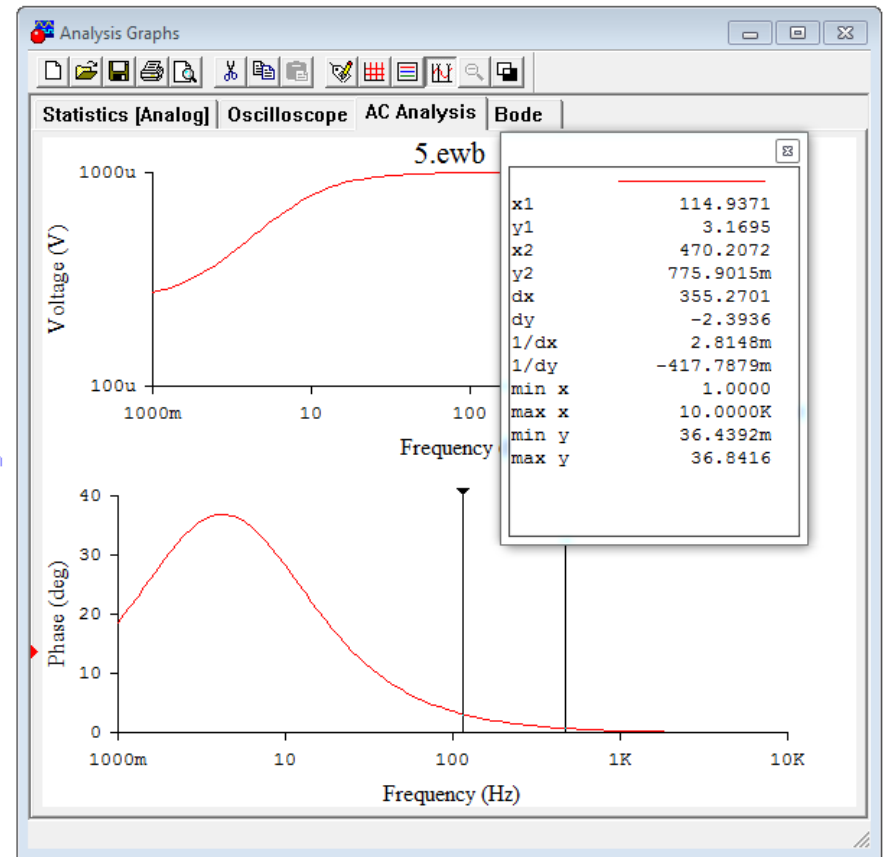 Analysis Graphs
Statistics [Analog] Oscilloscope AC Analysis Bode
5.ewb
1000u
100u
Voltage (V)
1000m 10 100
Frequency
x1 114.9371
y1 3.1695
x2 470.2072
y2 775.9015m
dx 355.2701
dy -2.3936
1/dx 2.8148m
1/dy -417.7879m
min x 1.0000
max x 10.0000K
min y 36.4392m
max y 36.8416
40
30
20
10
0
Phase (deg)
1000m 10 100 1K 10K
Frequency (Hz)